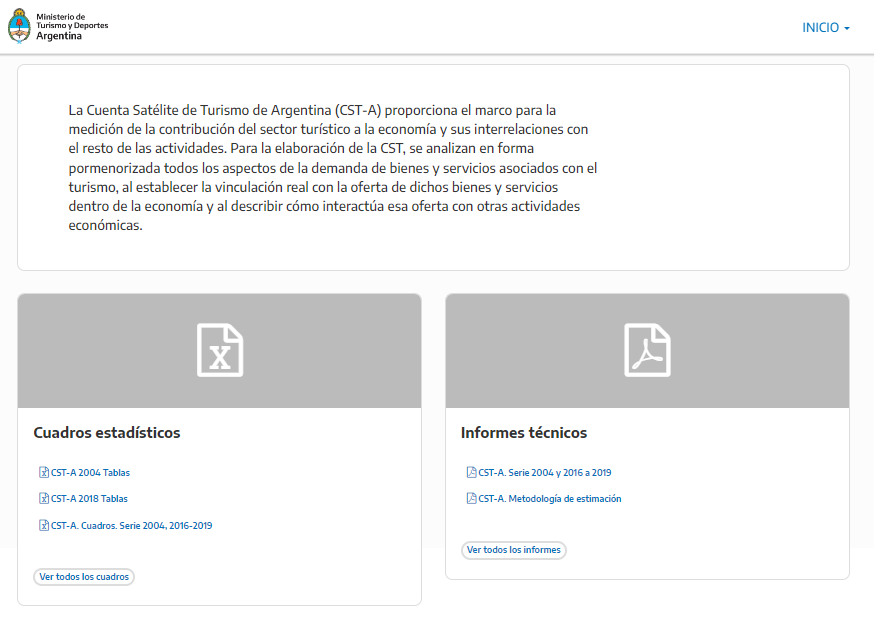 Ministerio de
Turismo y Deportes
Argentina
INICIO
La Cuenta Satélite de Turismo de Argentina (CST-A) proporciona el marco para la
medición de la contribución del sector turístico a la economía y sus interrelaciones con
el resto de las actividades. Para la elaboración de la CST, se analizan en forma
pormenorizada todos los aspectos de la demanda de bienes y servicios asociados con el
turismo, al establecer la vinculación real con la oferta de dichos bienes y servicios
dentro de la economía y al describir cómo interactúa esa oferta con otras actividades
económicas.
Cuadros estadísticos
CST-A 2004 Tablas
CST-A 2018 Tablas
CST-A. Cuadros. Serie 2004, 2016-2019
Ver todos los cuadros
Informes técnicos
CST-A. Serie 2004 y 2016 a 2019
CST-A. Metodología de estimación
Ver todos los informes